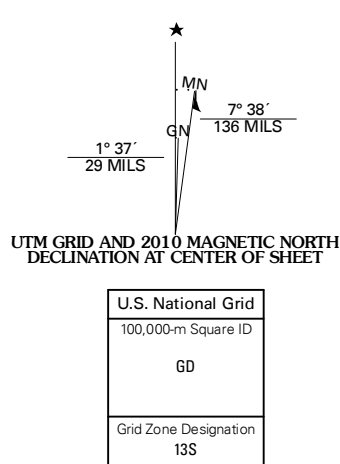 MN
7° 38´
136 MILS
GN
1° 37´
29 MILS
UTM GRID AND 2010 MAGNETIC NORTH
DECLINATION AT CENTER OF SHEET
U.S. National Grid
100,000-m Square ID
GD
Grid Zone Designation
13S